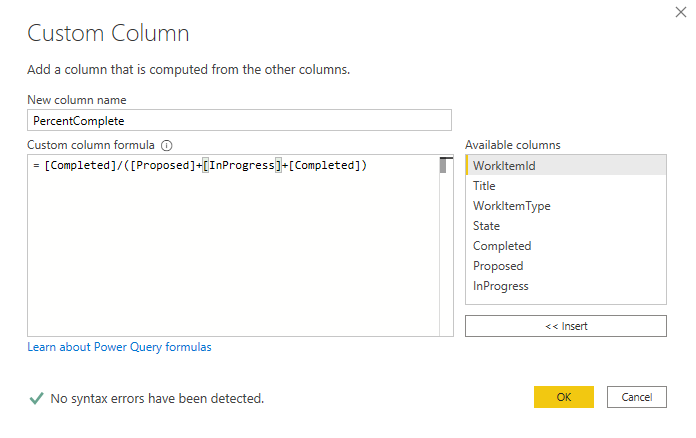 Custom Column
Add a column that is computed from the other columns.
New column name
PercentComplete
Custom column formula
= [Completed]/([Proposed]+[InProgress]+[Completed])
Available columns
WorkItemId
Title
WorkItemType
State
Completed
Proposed
InProgress
<< Insert
Learn about Power Query formulas
No syntax errors have been detected.
OK
Cancel